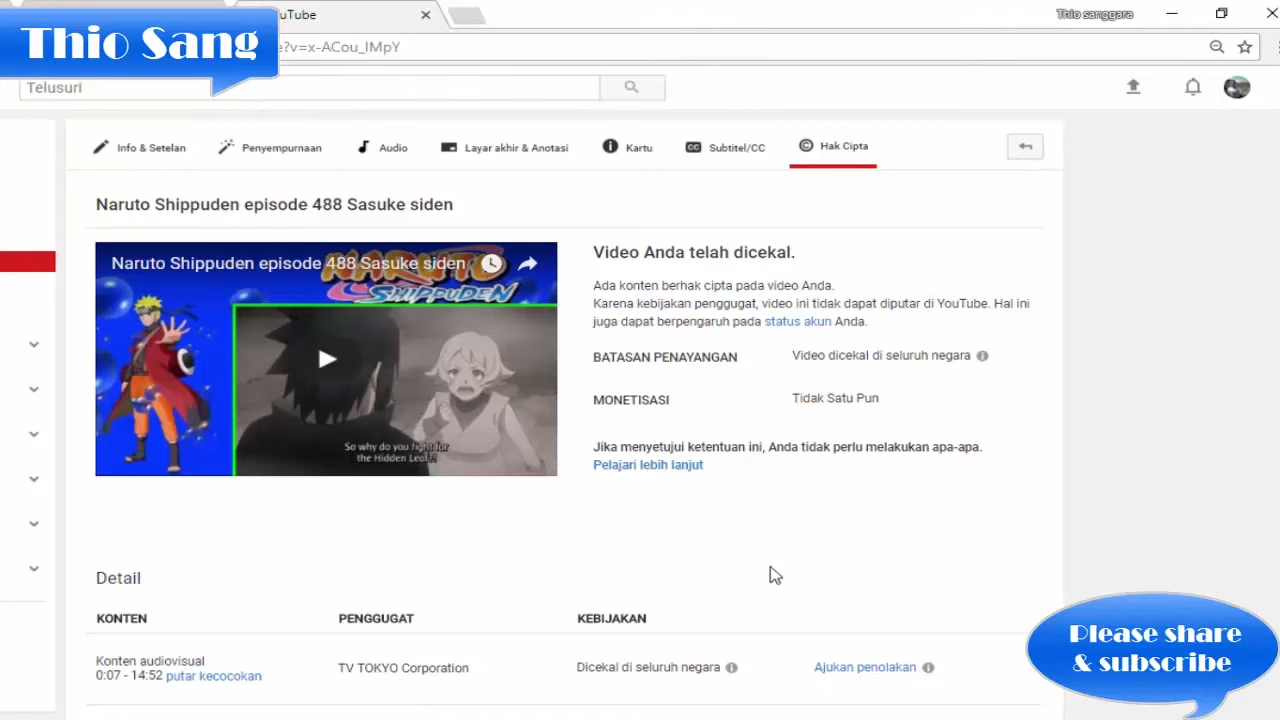 Thio Sang
uTube
Thio sanggara
e?v=x-ACou_IMpY
Telusuri
Info & Setelan
Penyempurnaan
Audio
Layar akhir & Anotasi
Kartu
CC Subtitel/CC
Hak Cipta
Naruto Shippuden episode 488 Sasuke siden
Naruto Shippuden episode 488 Sasuke siden
NARUTO
SHIPPUDEN
So why do you fight for
the Hidden Leaf?
Video Anda telah dicekal.
Ada konten berhak cipta pada video Anda.
Karena kebijakan penggugat, video ini tidak dapat diputar di YouTube. Hal ini
juga dapat berpengaruh pada status akun Anda.
BATASAN PENAYANGAN Video dicekal di seluruh negara
MONETISASI Tidak Satu Pun
Jika menyetujui ketentuan ini, Anda tidak perlu melakukan apa-apa.
Pelajari lebih lanjut
Detail
KONTEN PENGGUGAT KEBIJAKAN
Konten audiovisual
0:07 - 14:52 putar kecocokan
TV TOKYO Corporation
Dicekal di seluruh negara
Ajukan penolakan
Please share
& subscribe